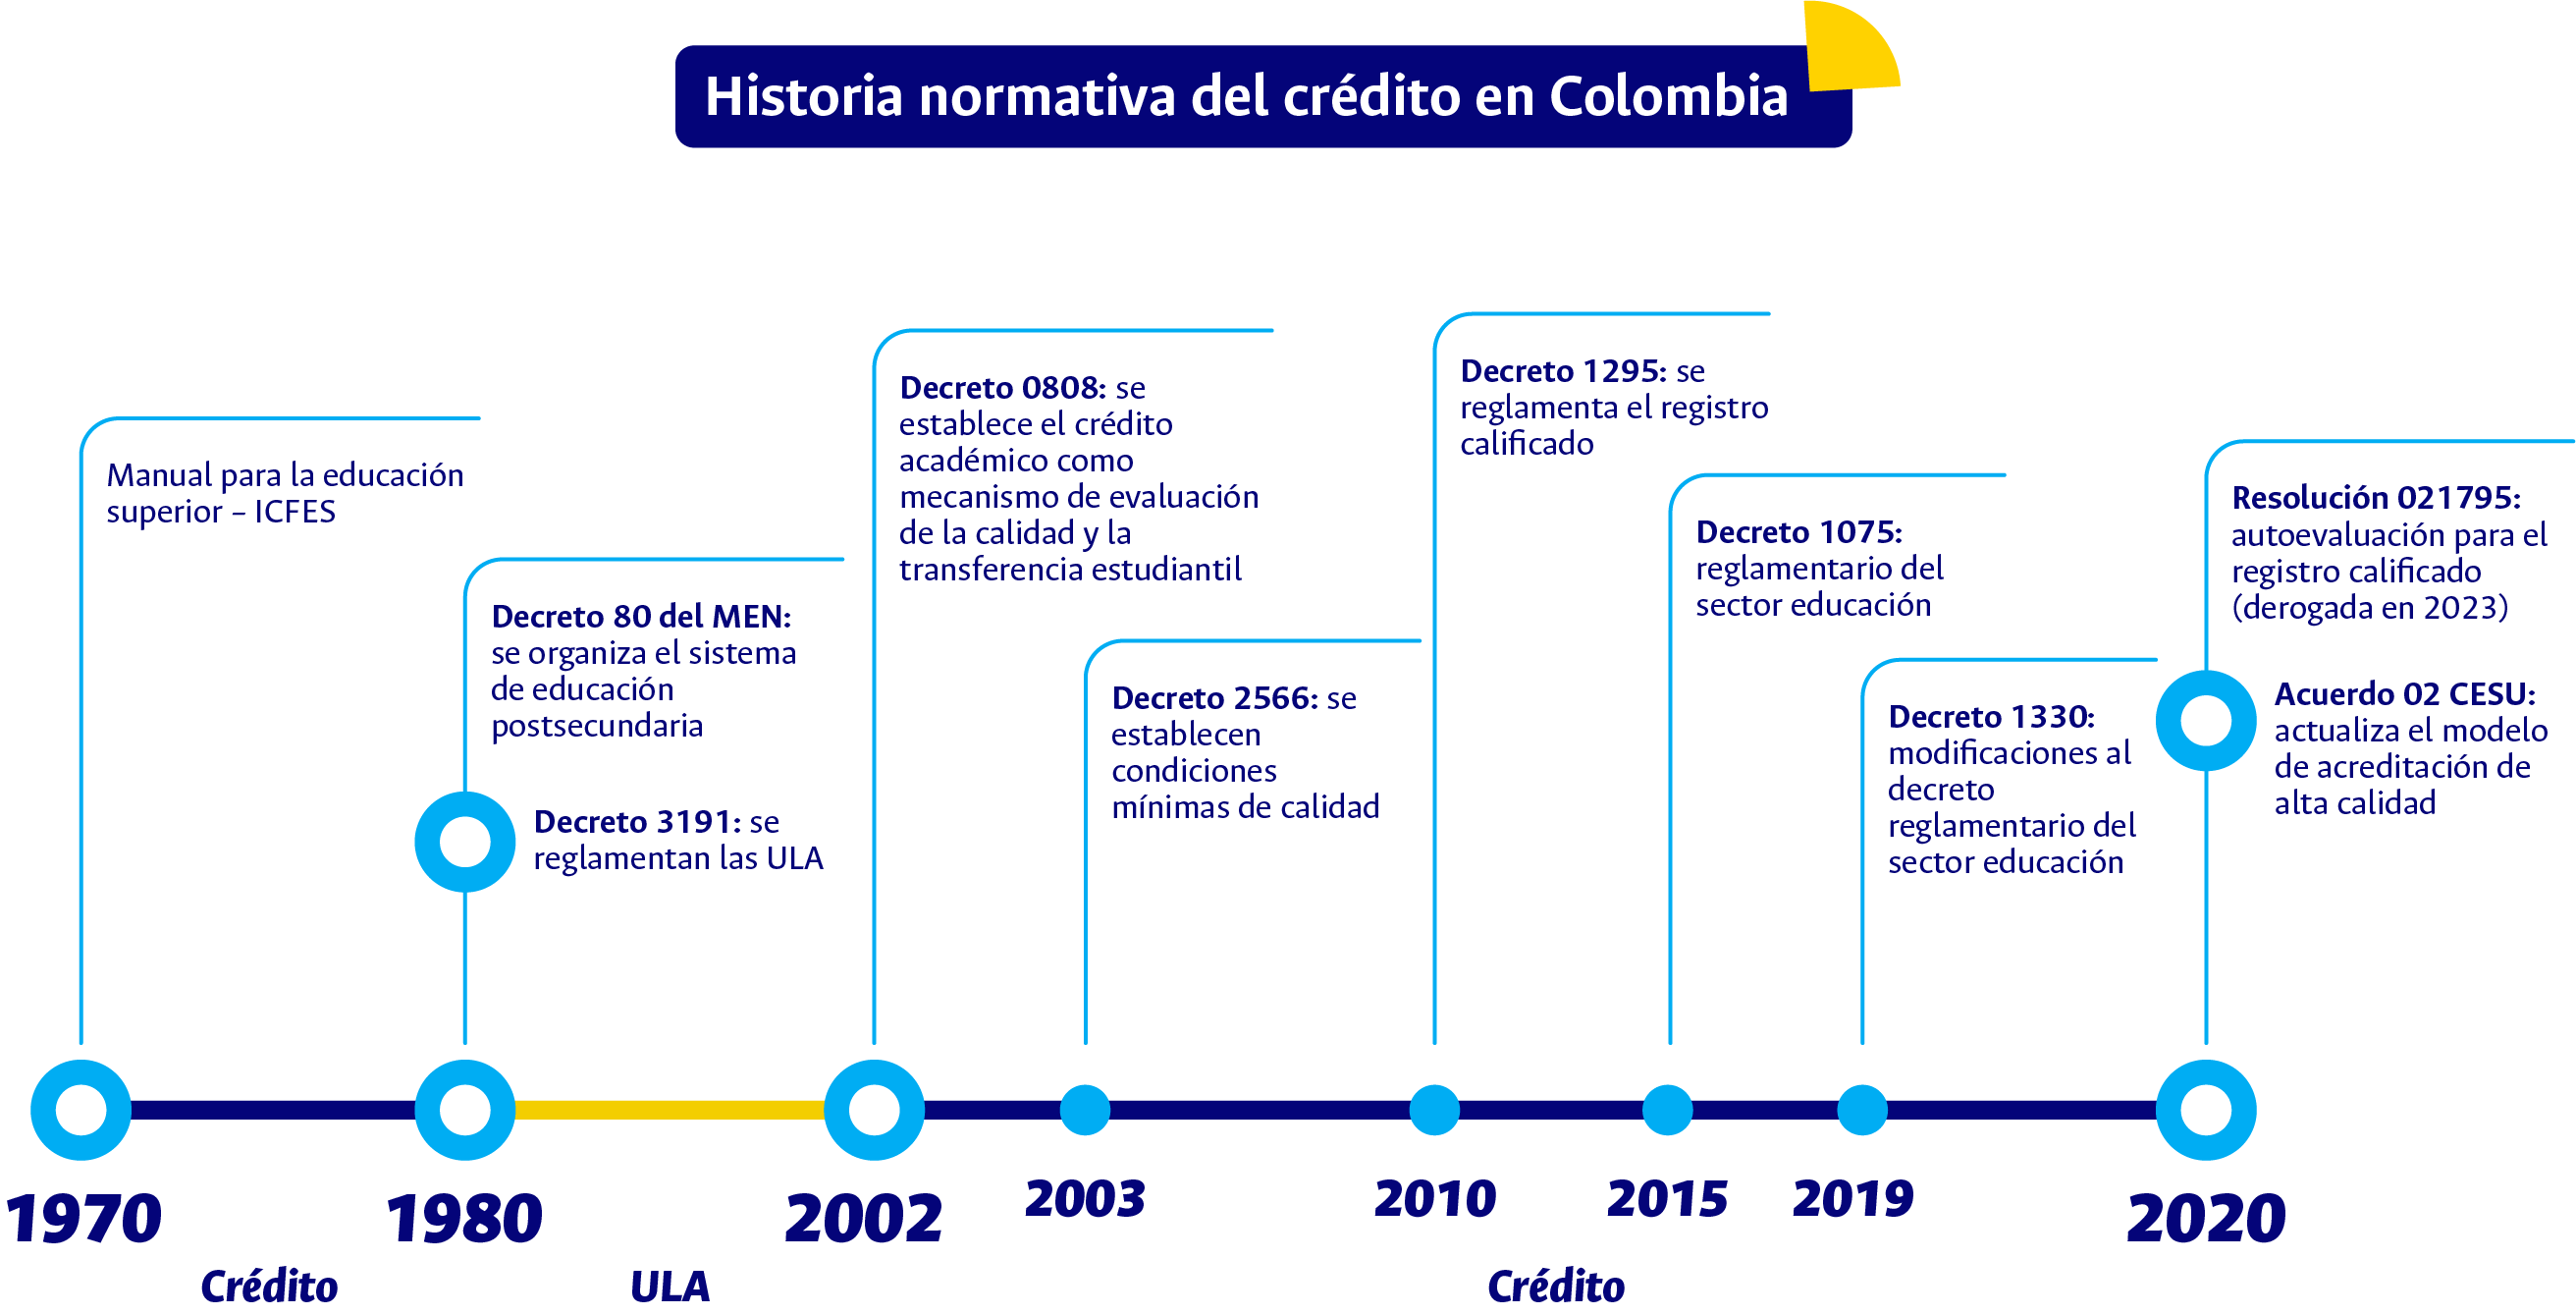 Historia normativa del crédito en Colombia
Manual para la educación
superior – ICFES
Decreto 80 del MEN:
se organiza el sistema
de educación
postsecundaria
Decreto 3191: se
reglamentan las ULA
Decreto 0808: se
establece el crédito
académico como
mecanismo de evaluación
de la calidad y la
transferencia estudiantil
Decreto 2566: se
establecen
condiciones
mínimas de calidad
Decreto 1295: se
reglamenta el registro
calificado
Decreto 1075:
reglamentario del
sector educación
Decreto 1330:
modificaciones al
decreto
reglamentario del
sector educación
Resolución 021795:
autoevaluación para el
registro calificado
(derogada en 2023)
Acuerdo 02 CESU:
actualiza el modelo
de acreditación de
alta calidad
1970
1980
2002
2003
2010
2015
2019
2020
Crédito
ULA
Crédito